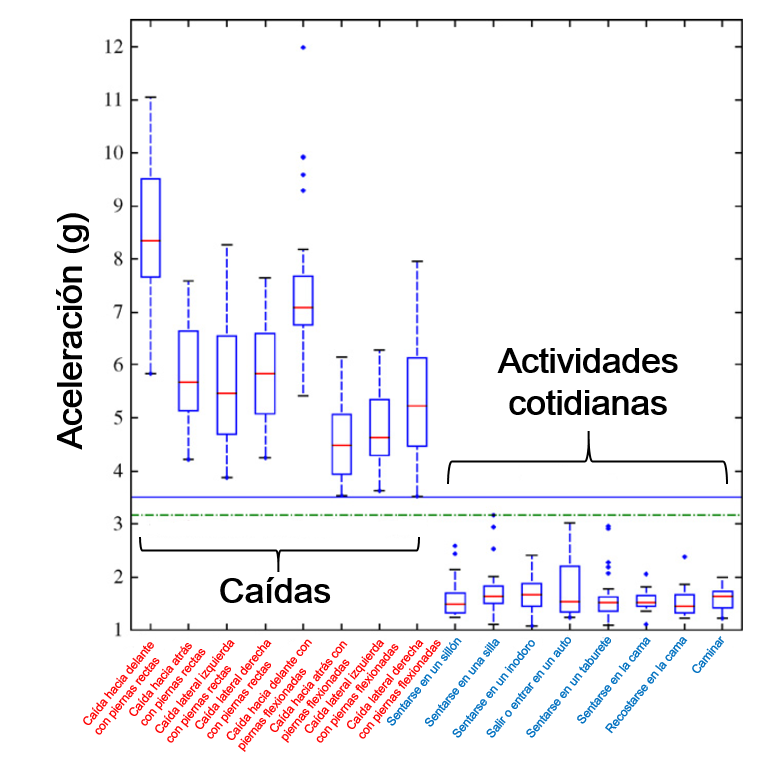 Aceleración (g)
12
11
10
9
8
7
6
5
4
3
2
1
Actividades
cotidianas
Caídas
Caída hacia delante
con piernas rectas
Caída hacia atrás
con piernas rectas
Caída lateral izquierda
con piernas rectas
Caída lateral derecha
con piernas rectas
Caída hacia delante con
piernas flexionadas
Caída hacia atrás con
piernas flexionadas
Caída lateral izquierda
con piernas flexionadas
Caída lateral derecha
con piernas flexionadas
Sentarse en un sillón
Sentarse en una silla
Sentarse en un inodoro
Salir o entrar en un auto
Sentarse en un taburete
Sentarse en la cama
Recostarse en la cama
Caminar